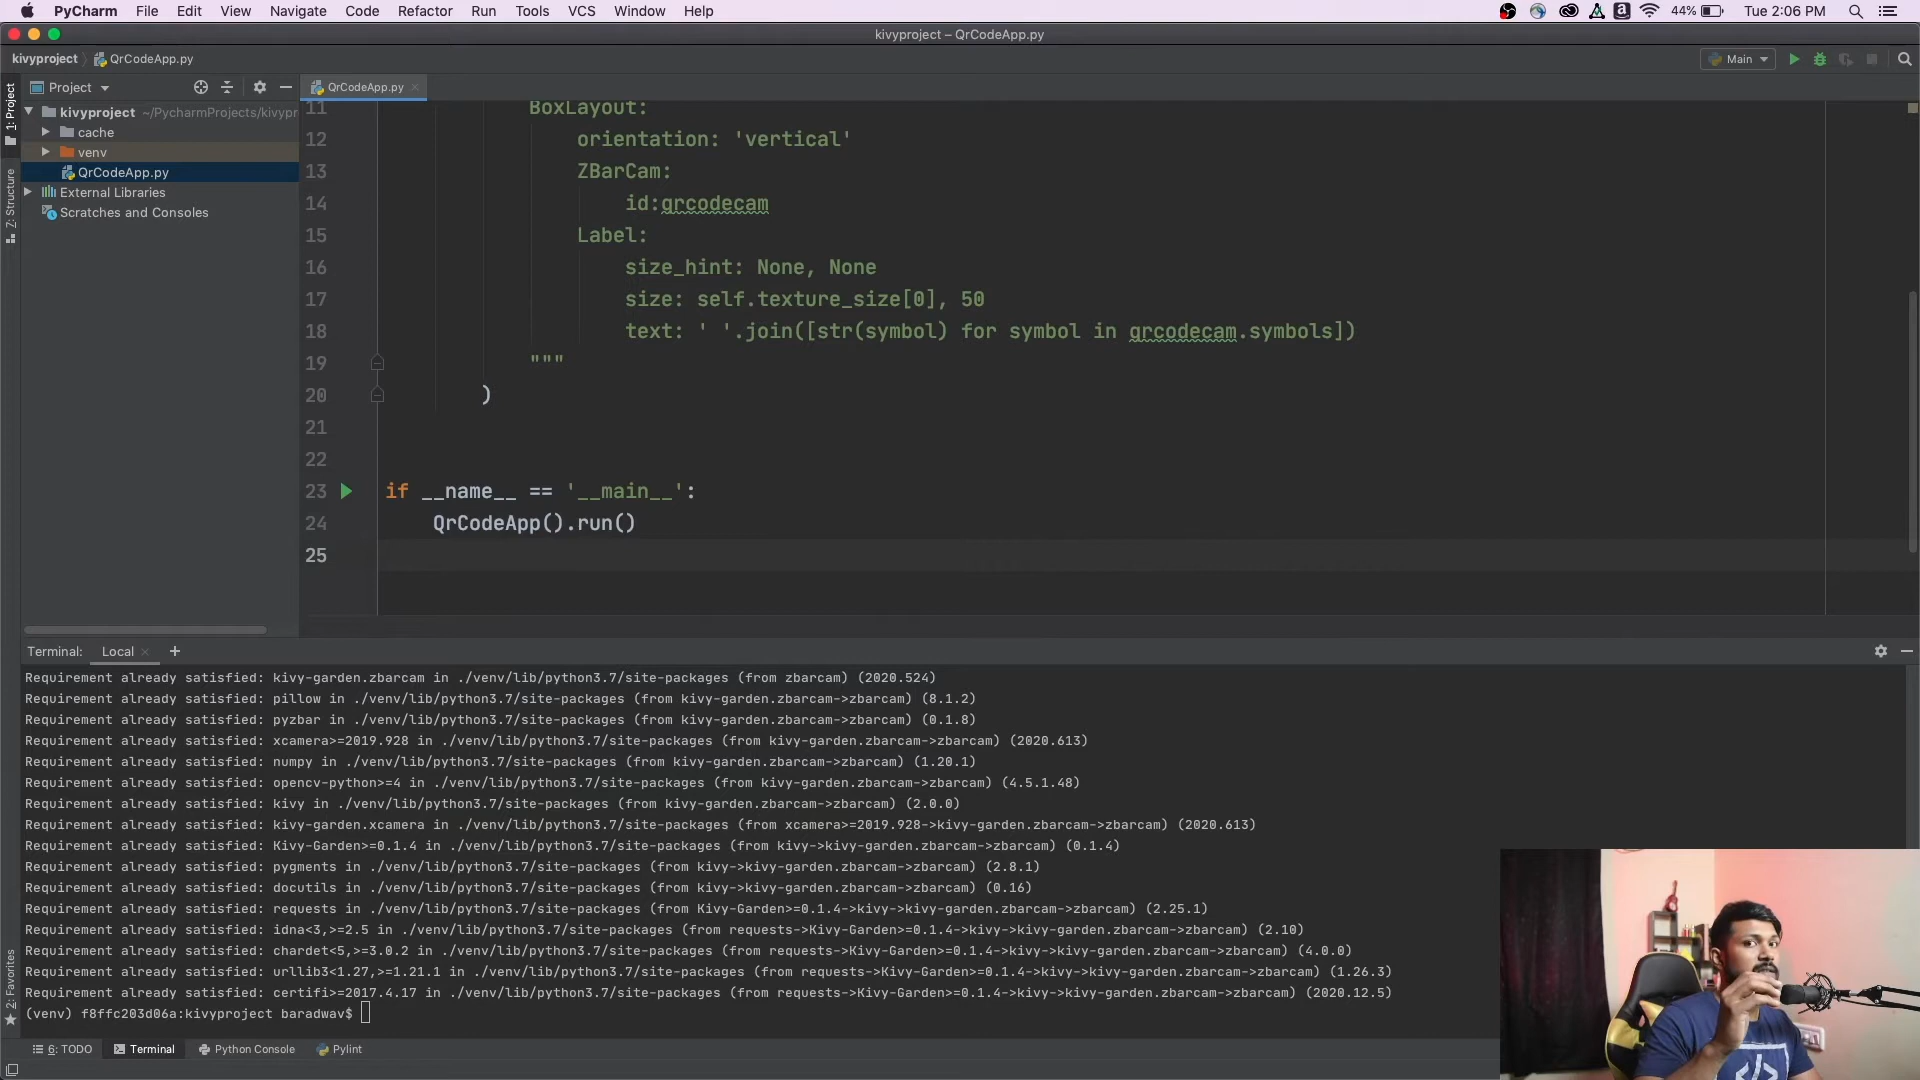 PyCharm File Edit View Navigate Code Refactor Run Tools VCS Window Help 44% Tue 2:06 PM
kivyproject – QrCodeApp.py
kivyproject QrCodeApp.py Main
1: Project
Project
QrCodeApp.py
kivyproject ~/PycharmProjects/kivypr
cache
venv
QrCodeApp.py
External Libraries
Scratches and Consoles
Z: Structure
11 BoxLayout:
12 orientation: 'vertical'
13 ZBarCam:
14 id:qrcodecam
15 Label:
16 size_hint: None, None
17 size: self.texture_size[0], 50
18 text: ' '.join([str(symbol) for symbol in qrcodecam.symbols])
19 """
20 )
21
22
23 if __name__ == '__main__':
24 QrCodeApp().run()
25
Terminal: Local +
Requirement already satisfied: kivy-garden.zbarcam in ./venv/lib/python3.7/site-packages (from zbarcam) (2020.524)
Requirement already satisfied: pillow in ./venv/lib/python3.7/site-packages (from kivy-garden.zbarcam->zbarcam) (8.1.2)
Requirement already satisfied: pyzbar in ./venv/lib/python3.7/site-packages (from kivy-garden.zbarcam->zbarcam) (0.1.8)
Requirement already satisfied: xcamera>=2019.928 in ./venv/lib/python3.7/site-packages (from kivy-garden.zbarcam->zbarcam) (2020.613)
Requirement already satisfied: numpy in ./venv/lib/python3.7/site-packages (from kivy-garden.zbarcam->zbarcam) (1.20.1)
Requirement already satisfied: opencv-python>=4 in ./venv/lib/python3.7/site-packages (from kivy-garden.zbarcam->zbarcam) (4.5.1.48)
Requirement already satisfied: kivy in ./venv/lib/python3.7/site-packages (from kivy-garden.zbarcam->zbarcam) (2.0.0)
Requirement already satisfied: kivy-garden.xcamera in ./venv/lib/python3.7/site-packages (from xcamera>=2019.928->kivy-garden.zbarcam->zbarcam) (2020.613)
Requirement already satisfied: Kivy-Garden>=0.1.4 in ./venv/lib/python3.7/site-packages (from kivy->kivy-garden.zbarcam->zbarcam) (0.1.4)
Requirement already satisfied: pygments in ./venv/lib/python3.7/site-packages (from kivy->kivy-garden.zbarcam->zbarcam) (2.8.1)
Requirement already satisfied: docutils in ./venv/lib/python3.7/site-packages (from kivy->kivy-garden.zbarcam->zbarcam) (0.16)
Requirement already satisfied: requests in ./venv/lib/python3.7/site-packages (from Kivy-Garden>=0.1.4->kivy->kivy-garden.zbarcam->zbarcam) (2.25.1)
Requirement already satisfied: idna<3,>=2.5 in ./venv/lib/python3.7/site-packages (from requests->Kivy-Garden>=0.1.4->kivy->kivy-garden.zbarcam->zbarcam) (2.10)
Requirement already satisfied: chardet<5,>=3.0.2 in ./venv/lib/python3.7/site-packages (from requests->Kivy-Garden>=0.1.4->kivy->kivy-garden.zbarcam->zbarcam) (4.0.0)
Requirement already satisfied: urllib3<1.27,>=1.21.1 in ./venv/lib/python3.7/site-packages (from requests->Kivy-Garden>=0.1.4->kivy->kivy-garden.zbarcam->zbarcam) (1.26.3)
Requirement already satisfied: certifi>=2017.4.17 in ./venv/lib/python3.7/site-packages (from requests->Kivy-Garden>=0.1.4->kivy->kivy-garden.zbarcam->zbarcam) (2020.12.5)
(venv) f8ffc203d06a:kivyproject baradwav$
2: Favorites
6: TODO Terminal Python Console Pylint